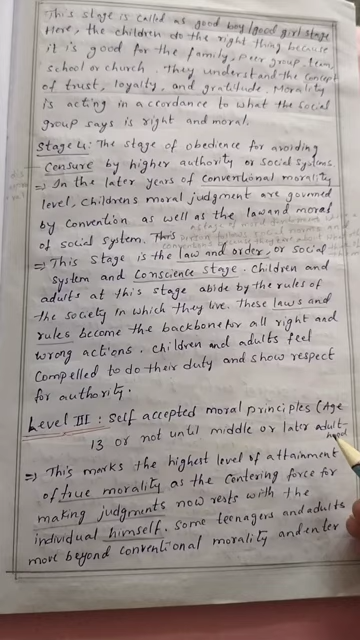 This stage is called as good boy/good girl stage
Here, the children do the right thing because
it is good for the family, peer group, team,
school or church. They understand the concept
of trust, loyalty, and gratitude. Morality
is acting in accordance to what the social
group says is right and moral.
Stage 4: The stage of obedience for avoiding
Censure by higher authority or social systems.
⇒ In the later years of Conventional morality
level, childrens moral judgment are governed
by Convention as well as the law and moral
of social system. This
⇒ This stage is the law and order, or social
system and Conscience stage. Children and
adults at this stage abide by the rules of
the society in which they live. These laws and
rules become the backbone for all right and
wrong actions. Children and adults feel
compelled to do their duty and show respect
for authority.
Level III: Self accepted moral principles (Age
13 or not until middle or later adult
hood
⇒ This marks the highest level of attainment
of true morality as the contering force for
making judgments now rests with the
individual himself. Some teenagers and adults
move beyond conventional morality and enter